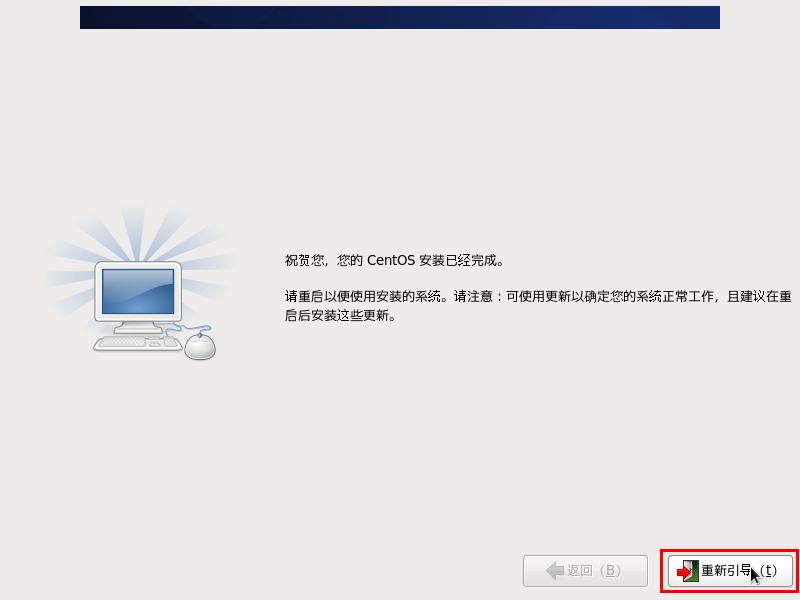 祝贺您，您的 CentOS 安装已经完成。
请重启以便使用安装的系统。请注意：可使用更新以确定您的系统正常工作，且建议在重
启后安装这些更新。
返回（B）
重新引导（t）